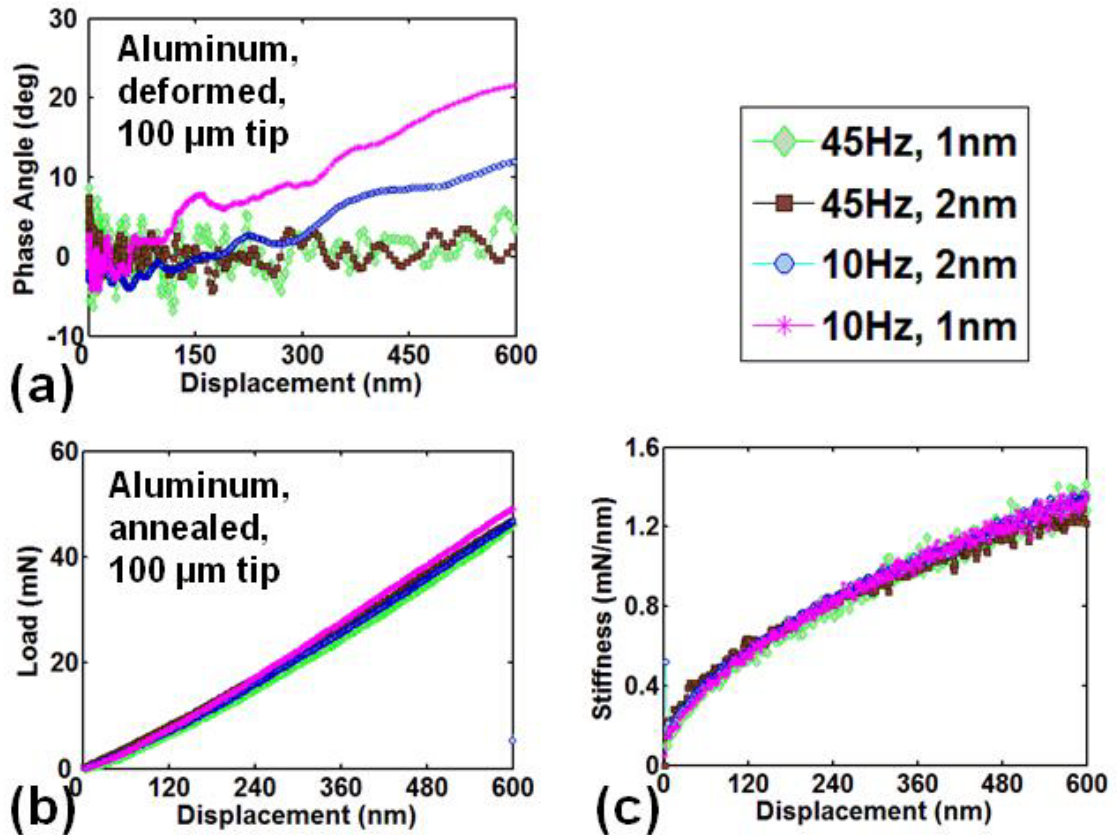 30
20
10
0
-10
Phase Angle (deg)
Aluminum,
deformed,
100 µm tip
0 150 300 450 600
Displacement (nm)
(a)
45Hz, 1nm
45Hz, 2nm
10Hz, 2nm
10Hz, 1nm
60
40
20
0
Load (mN)
Aluminum,
annealed,
100 µm tip
0 120 240 360 480 600
Displacement (nm)
(b)
1.6
1.2
0.8
0.4
0
Stiffness (mN/nm)
0 120 240 360 480 600
Displacement (nm)
(c)